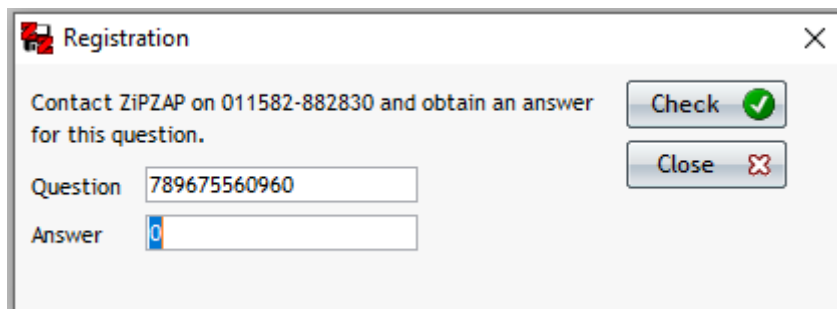 Registration
Contact ZiPZAP on 011582-882830 and obtain an answer
for this question.
Check
Question 789675560960
Close
Answer 0